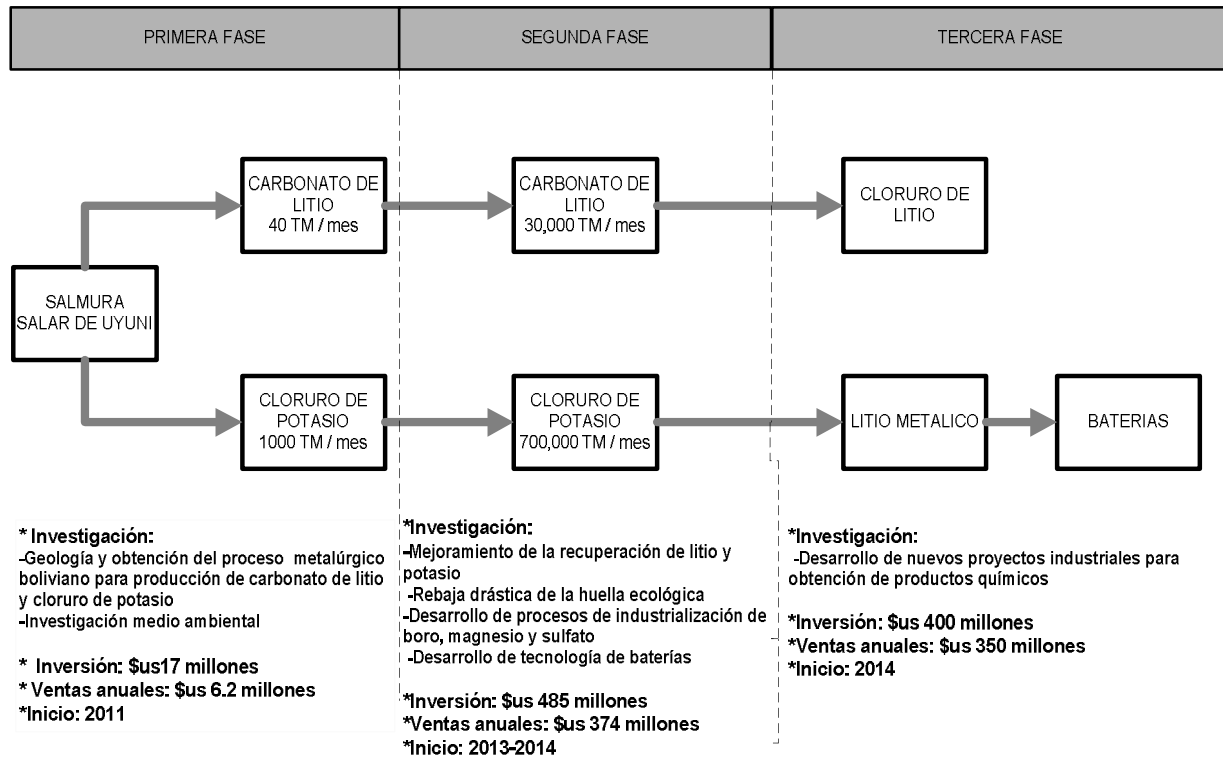 PRIMERA FASE
SEGUNDA FASE
TERCERA FASE
CARBONATO DE
LITIO
40 TM / mes
CARBONATO DE
LITIO
30,000 TM / mes
CLORURO DE
LITIO
SALMURA
SALAR DE UYUNI
CLORURO DE
POTASIO
1000 TM / mes
CLORURO DE
POTASIO
700,000 TM / mes
LITIO METALICO
BATERIAS
* Investigación:
-Geología y obtención del proceso metalúrgico
boliviano para producción de carbonato de litio
y cloruro de potasio
-Investigación medio ambiental
* Inversión: $us17 millones
* Ventas anuales: $us 6.2 millones
*Inicio: 2011
*Investigación:
-Mejoramiento de la recuperación de litio y
potasio
-Rebaja drástica de la huella ecológica
-Desarrollo de procesos de industrialización de
boro, magnesio y sulfato
-Desarrollo de tecnología de baterías
*Inversión: $us 485 millones
*Ventas anuales: $us 374 millones
*Inicio: 2013-2014
*Investigación:
-Desarrollo de nuevos proyectos industriales para
obtención de productos químicos
*Inversión: $us 400 millones
*Ventas anuales: $us 350 millones
*Inicio: 2014